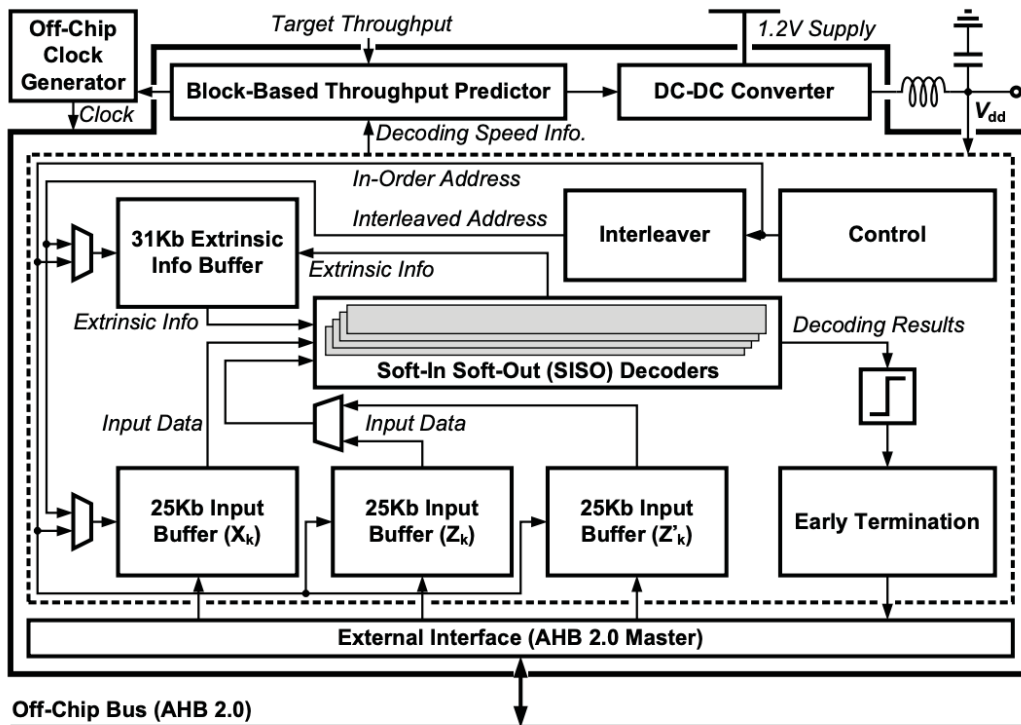 Off-Chip
Clock
Generator
Target Throughput
1.2V Supply
Block-Based Throughput Predictor
DC-DC Converter
Clock
Decoding Speed Info.
Vdd
In-Order Address
Interleaved Address
31Kb Extrinsic
Info Buffer
Interleaver
Control
Extrinsic Info
Extrinsic Info
Decoding Results
Soft-In Soft-Out (SISO) Decoders
Input Data
Input Data
25Kb Input
Buffer (Xk)
25Kb Input
Buffer (Zk)
25Kb Input
Buffer (Z'k)
Early Termination
External Interface (AHB 2.0 Master)
Off-Chip Bus (AHB 2.0)